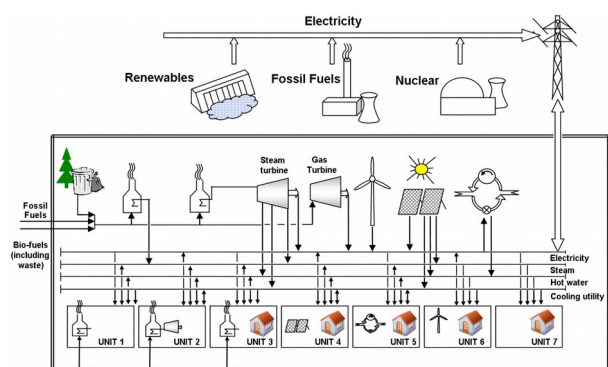 Electricity
Renewables
Fossil Fuels
Nuclear
Steam
turbine
Gas
Turbine
Fossil
Fuels
Bio-fuels
(including
waste)
Electricity
Steam
Hot water
Cooling utility
UNIT 1
UNIT 2
UNIT 3
UNIT 4
UNIT 5
UNIT 6
UNIT 7